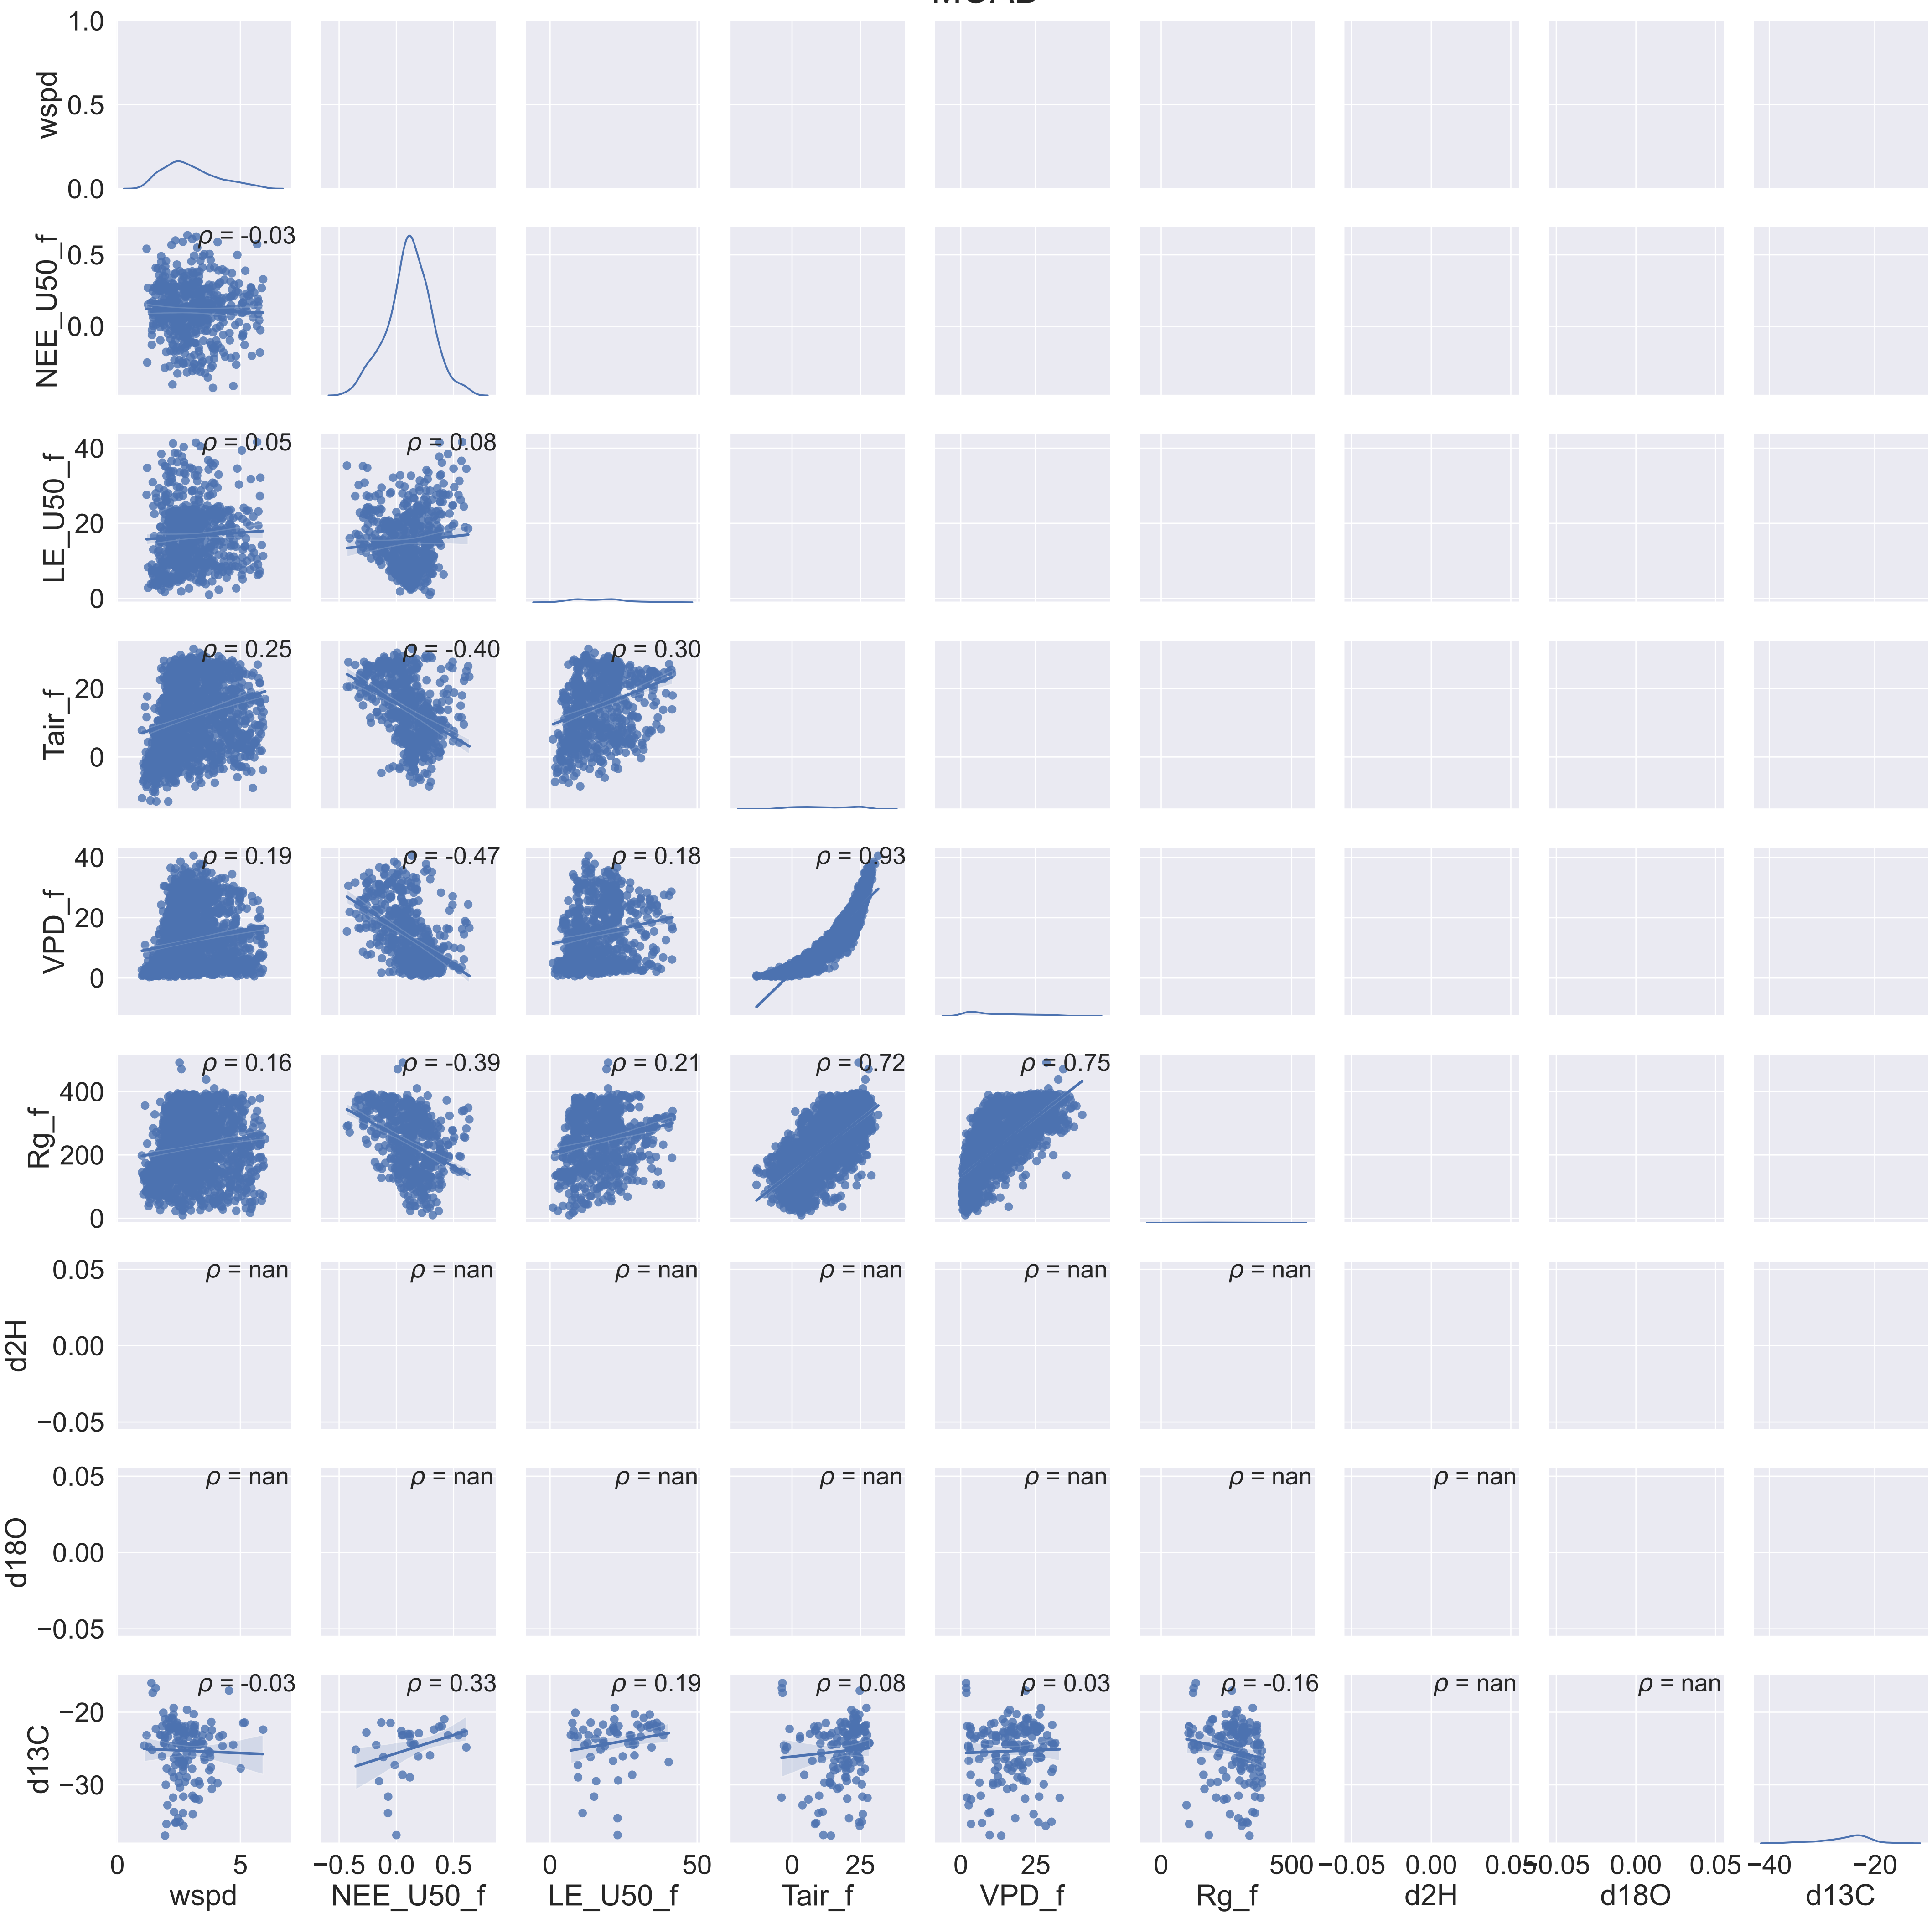 MOAB
1.0
0.5
0.0
wspd
ρ = -0.03
0.5
0.0
NEE_U50_f
ρ = 0.05 ρ = 0.08
40
20
0
LE_U50_f
ρ = 0.25 ρ = -0.40 ρ = 0.30
20
0
Tair_f
ρ = 0.19 ρ = -0.47 ρ = 0.18 ρ = 0.93
40
20
0
VPD_f
ρ = 0.16 ρ = -0.39 ρ = 0.21 ρ = 0.72 ρ = 0.75
400
200
0
Rg_f
ρ = nan ρ = nan ρ = nan ρ = nan ρ = nan ρ = nan
0.05
0.00
−0.05
d2H
ρ = nan ρ = nan ρ = nan ρ = nan ρ = nan ρ = nan ρ = nan
0.05
0.00
−0.05
d18O
ρ = -0.03 ρ = 0.33 ρ = 0.19 ρ = 0.08 ρ = 0.03 ρ = -0.16 ρ = nan ρ = nan
−20
−30
d13C
0 5 −0.5 0.0 0.5 0 50 0 25 0 25 0 500 −0.05 0.00 0.05 −0.05 0.00 0.05 −40 −20
wspd NEE_U50_f LE_U50_f Tair_f VPD_f Rg_f d2H d18O d13C